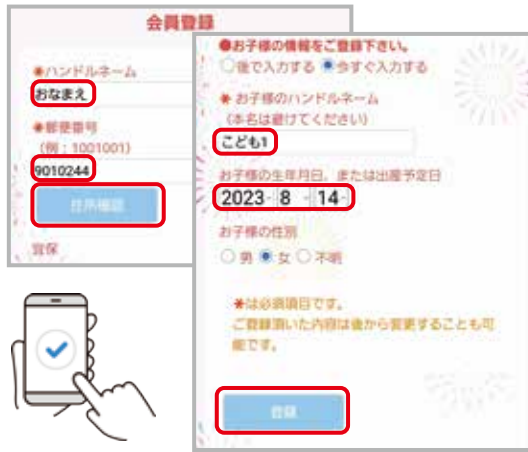 会員登録
●ハンドルネーム
おなまえ
●郵便番号
(例:1001001)
9010244
住所確認
宜保
●お子様の情報をご登録下さい。
後で入力する 今すぐ入力する
* お子様のハンドルネーム
(本名は避けてください)
こども1
お子様の生年月日、または出産予定日
2023- 8 - 14-
お子様の性別
男 女 不明
*は必須項目です。
ご登録頂いた内容は後から変更することも可
能です。
登録